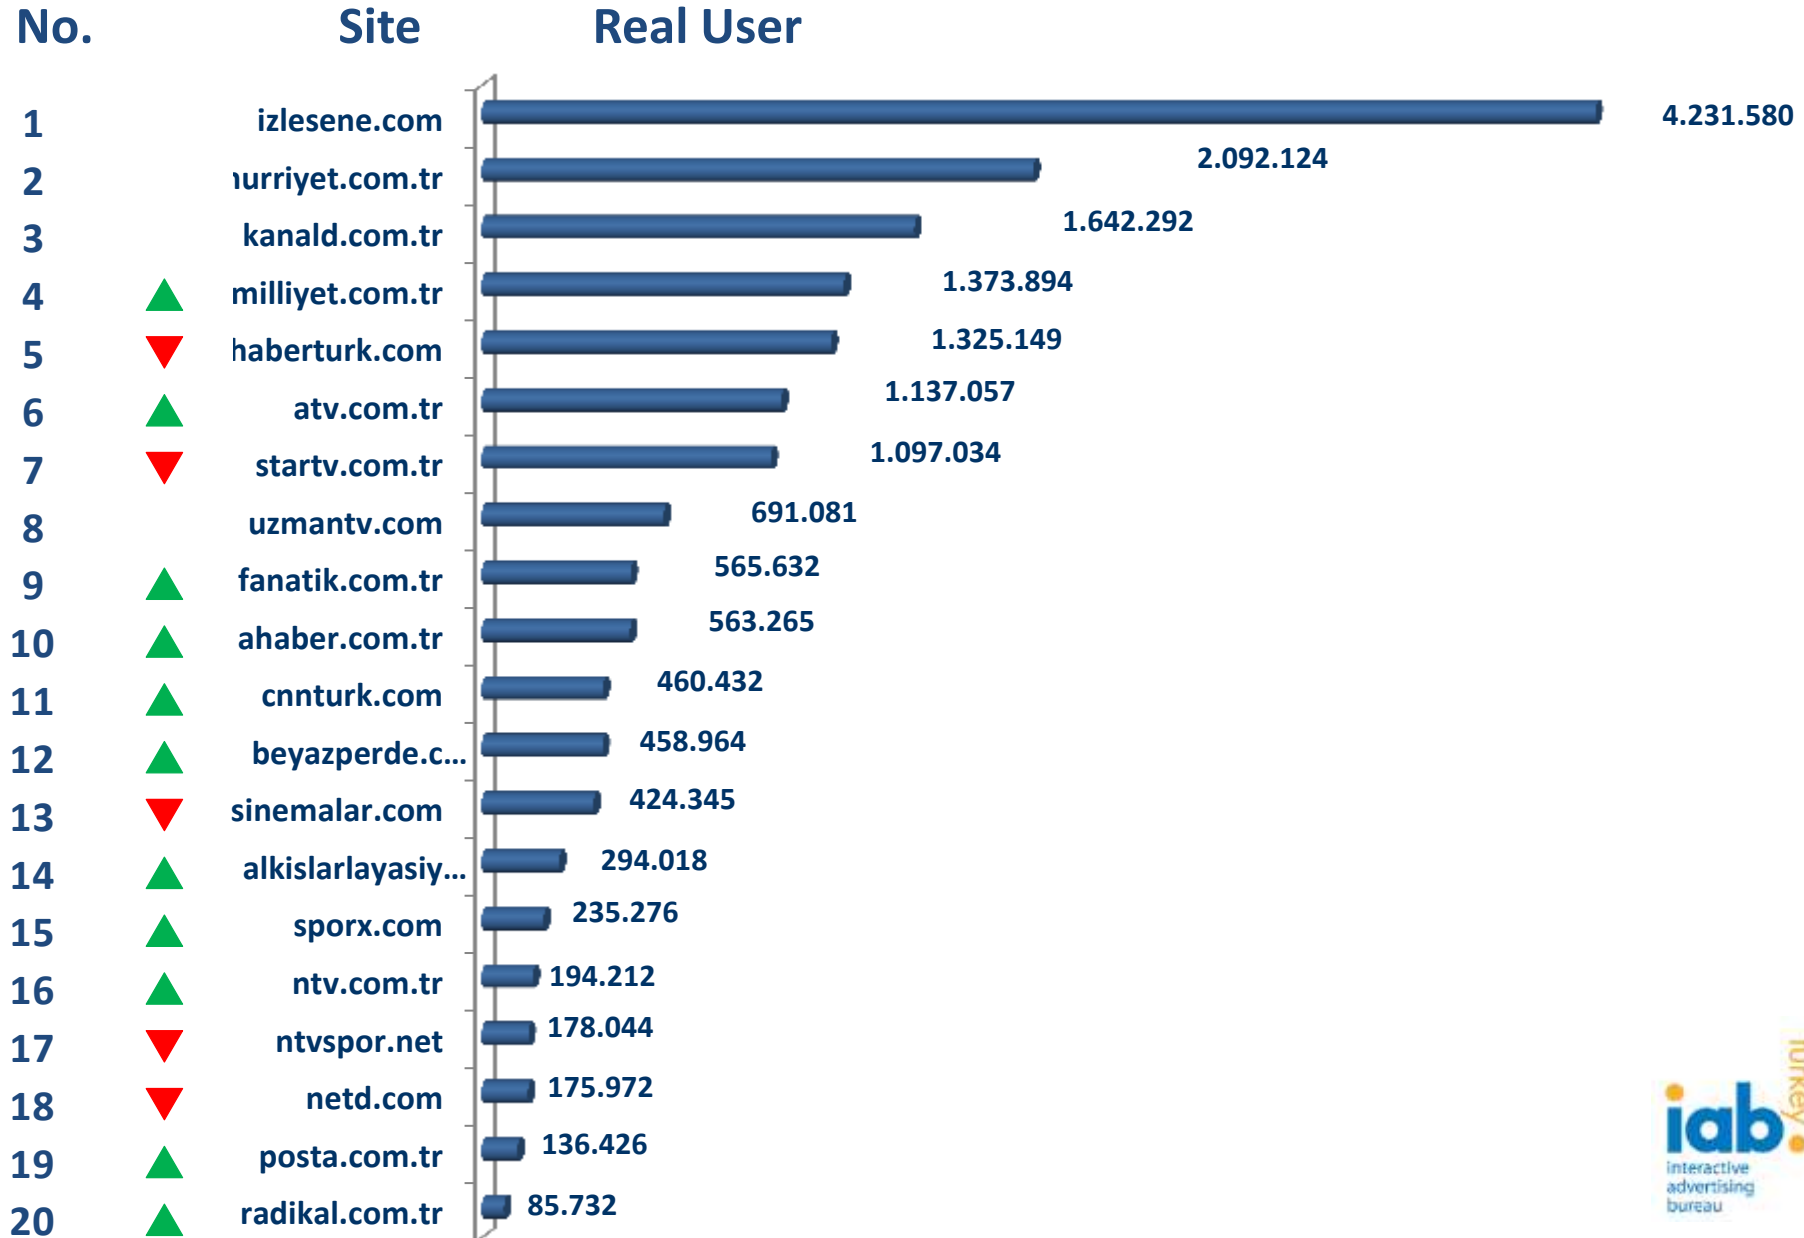 No. Site Real User
1 izlesene.com 4.231.580
2 hurriyet.com.tr 2.092.124
3 kanald.com.tr 1.642.292
4 milliyet.com.tr 1.373.894
5 haberturk.com 1.325.149
6 atv.com.tr 1.137.057
7 startv.com.tr 1.097.034
8 uzmantv.com 691.081
9 fanatik.com.tr 565.632
10 ahaber.com.tr 563.265
11 cnnturk.com 460.432
12 beyazperde.c... 458.964
13 sinemalar.com 424.345
14 alkislarlayasiy... 294.018
15 sporx.com 235.276
16 ntv.com.tr 194.212
17 ntvspor.net 178.044
18 netd.com 175.972
19 posta.com.tr 136.426
20 radikal.com.tr 85.732
iab.
Turkey
interactive
advertising
bureau